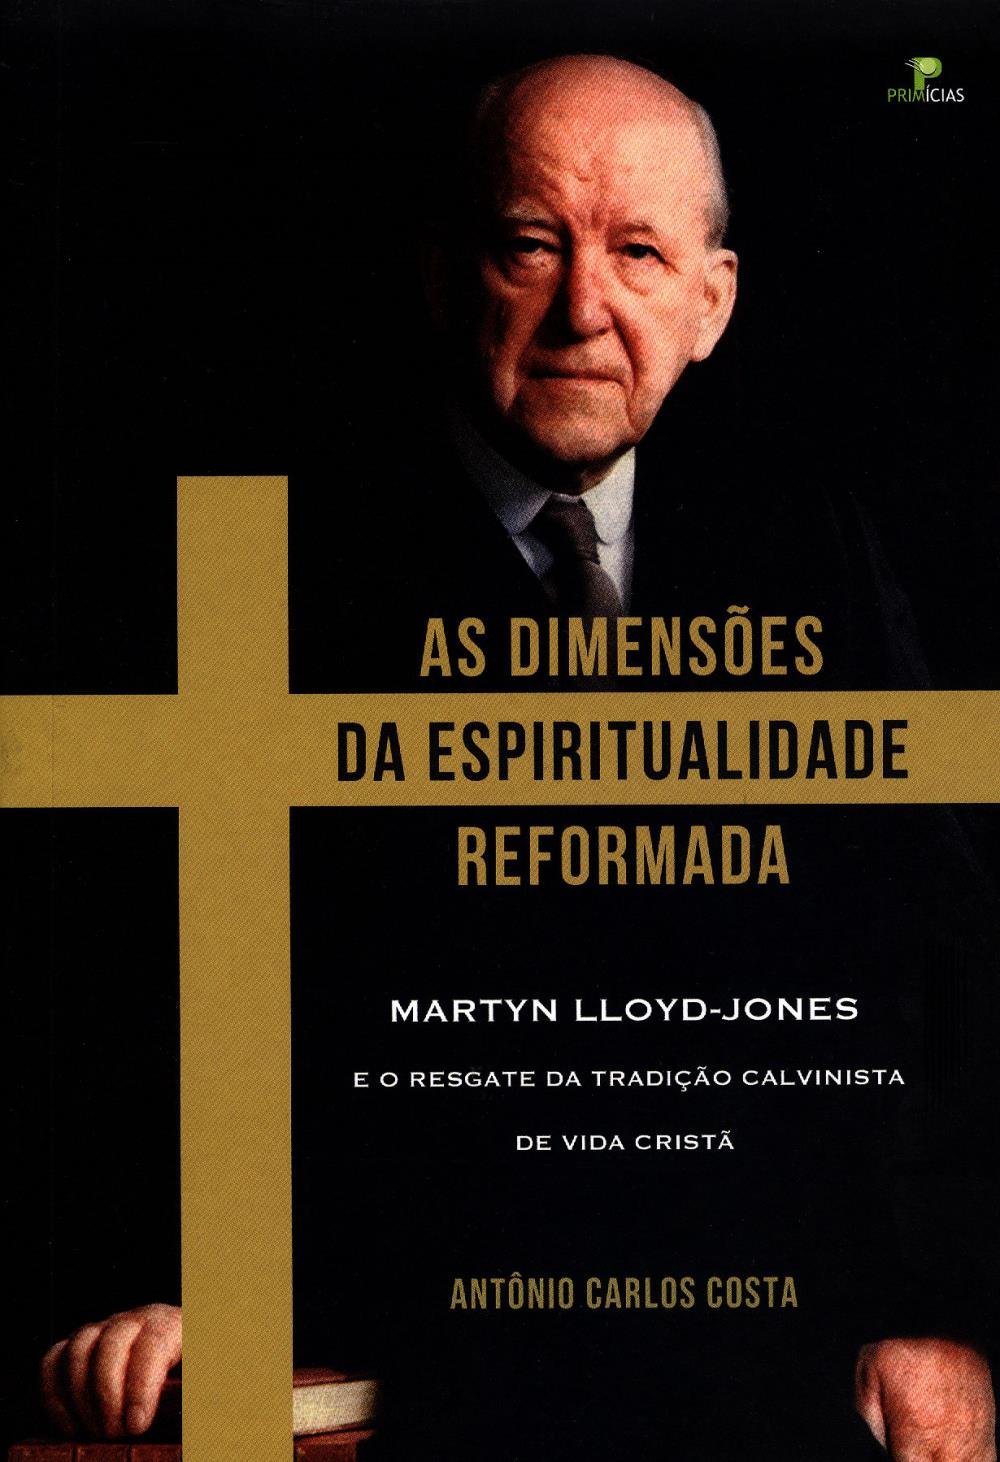 PRIMÍCIAS
AS DIMENSÕES
DA ESPIRITUALIDADE
REFORMADA
MARTYN LLOYD-JONES
E O RESGATE DA TRADIÇÃO CALVINISTA
DE VIDA CRISTÃ
ANTÔNIO CARLOS COSTA